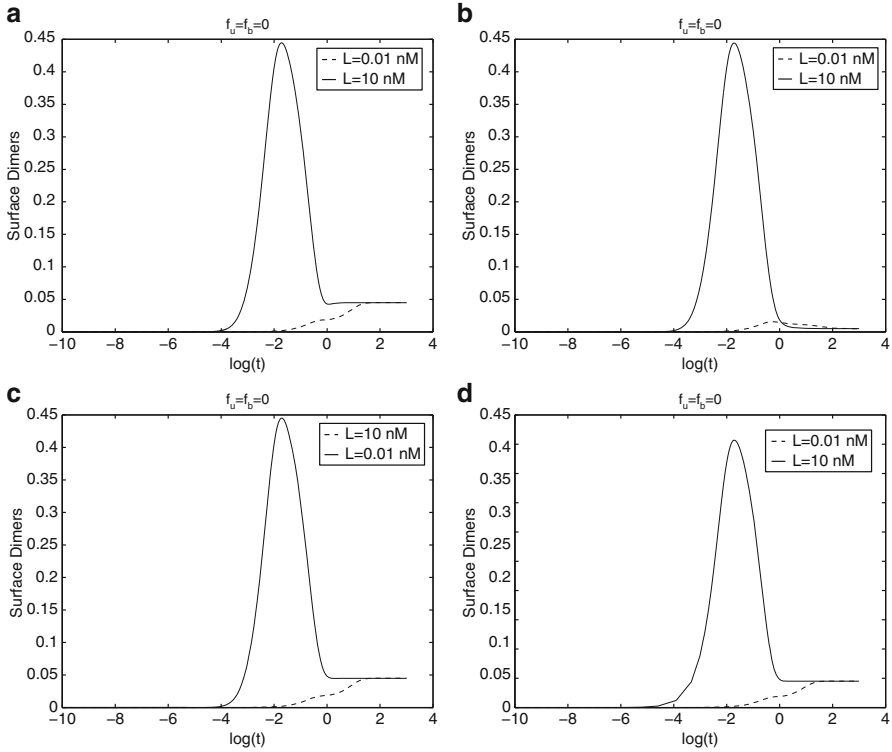 a
f_u=f_b=0
0.45
0.4
0.35
0.3
0.25
0.2
0.15
0.1
0.05
0
Surface Dimers
L=0.01 nM
L=10 nM
−10 −8 −6 −4 −2 0 2 4
log(t)
b
f_u=f_b=0
0.45
0.4
0.35
0.3
0.25
0.2
0.15
0.1
0.05
0
Surface Dimers
L=0.01 nM
L=10 nM
−10 −8 −6 −4 −2 0 2 4
log(t)
c
f_u=f_b=0
0.45
0.4
0.35
0.3
0.25
0.2
0.15
0.1
0.05
0
Surface Dimers
L=10 nM
L=0.01 nM
−10 −8 −6 −4 −2 0 2 4
log(t)
d
f_u=f_b=0
0.45
0.4
0.35
0.3
0.25
0.2
0.15
0.1
0.05
0
Surface Dimers
L=0.01 nM
L=10 nM
−10 −8 −6 −4 −2 0 2 4
log(t)